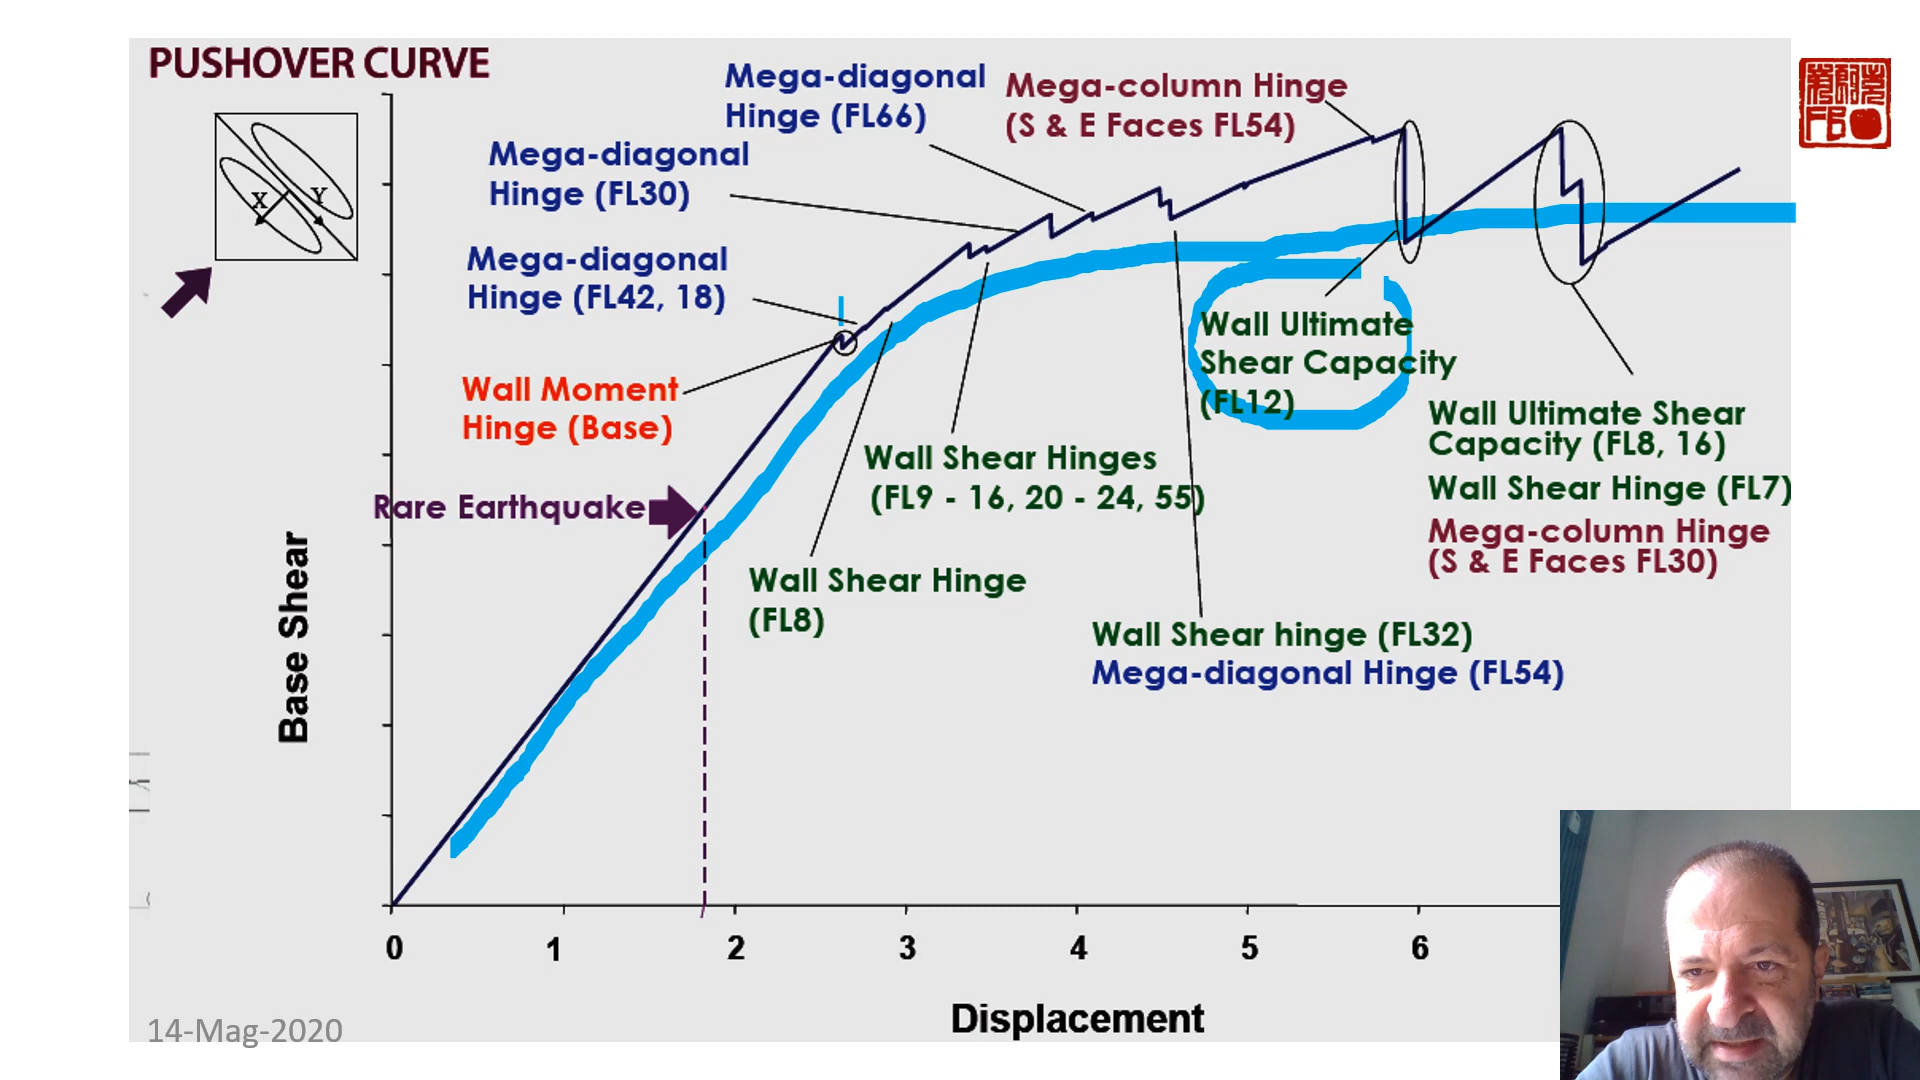 PUSHOVER CURVE
Mega-diagonal
Hinge (FL66)
Mega-column Hinge
(S & E Faces FL54)
Mega-diagonal
Hinge (FL30)
X
Y
Mega-diagonal
Hinge (FL42, 18)
Wall Moment
Hinge (Base)
Rare Earthquake
Wall Ultimate
Shear Capacity
(FL12)
Wall Ultimate Shear
Capacity (FL8, 16)
Wall Shear Hinge (FL7)
Mega-column Hinge
(S & E Faces FL30)
Wall Shear Hinges
(FL9 - 16, 20 - 24, 55)
Wall Shear Hinge
(FL8)
Wall Shear hinge (FL32)
Mega-diagonal Hinge (FL54)
Base Shear
0 1 2 3 4 5 6
Displacement
14-Mag-2020